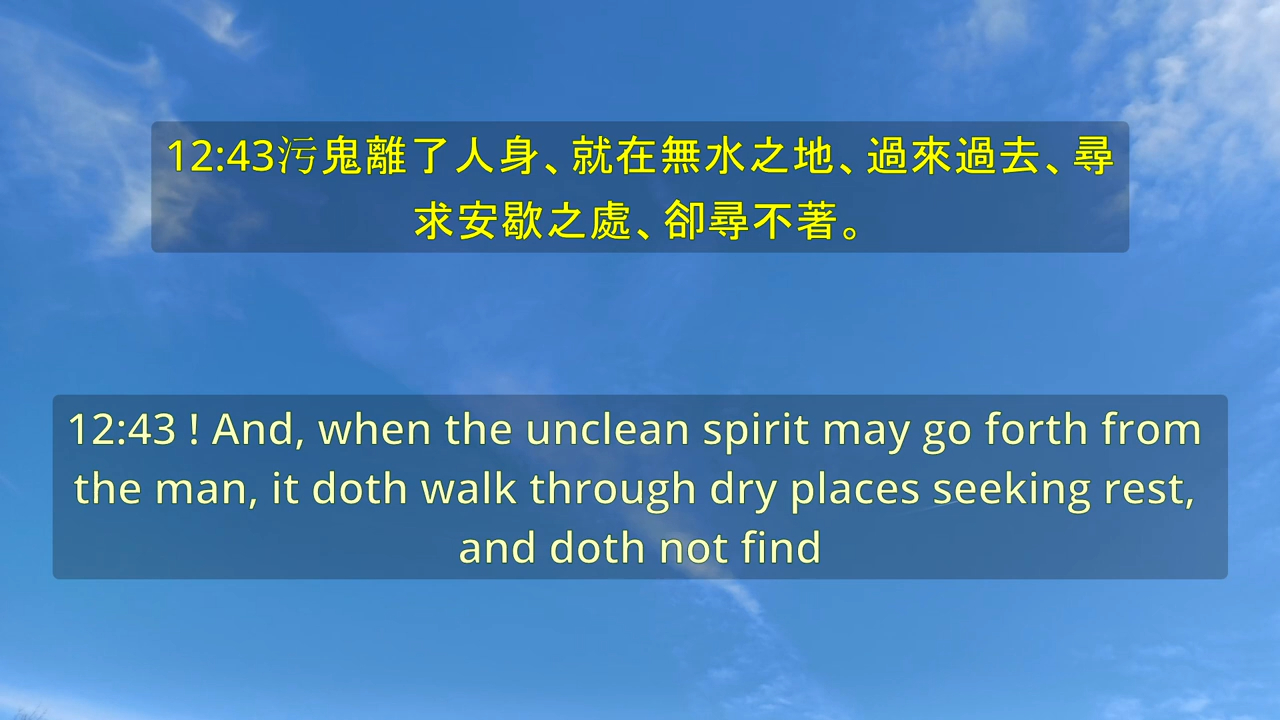 12:43污鬼離了人身、就在無水之地、過來過去、尋
求安歇之處、卻尋不著。
12:43 ! And, when the unclean spirit may go forth from
the man, it doth walk through dry places seeking rest,
and doth not find